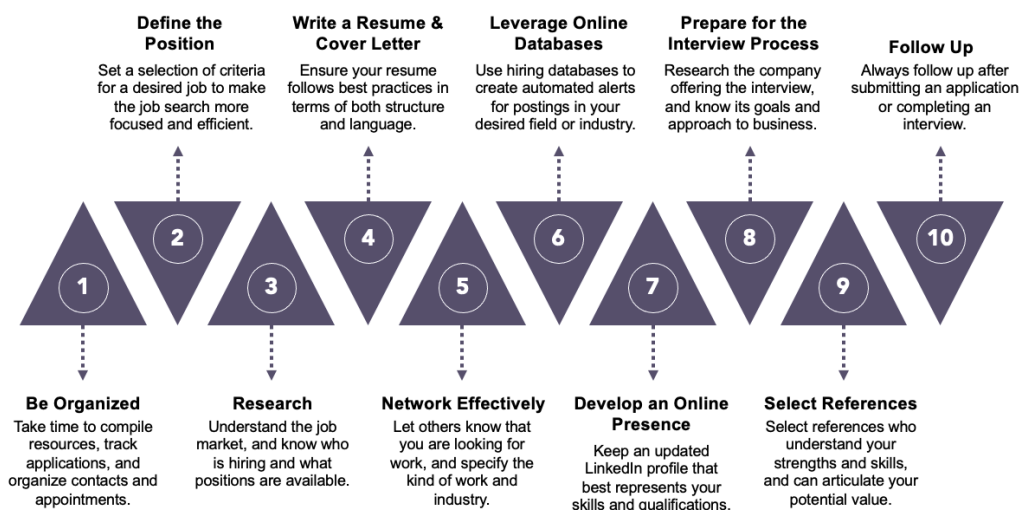 Define the
Position
Set a selection of criteria
for a desired job to make
the job search more
focused and efficient.
Write a Resume &
Cover Letter
Ensure your resume
follows best practices in
terms of both structure
and language.
Leverage Online
Databases
Use hiring databases to
create automated alerts
for postings in your
desired field or industry.
Prepare for the
Interview Process
Research the company
offering the interview,
and know its goals and
approach to business.
Follow Up
Always follow up after
submitting an application
or completing an
interview.
1
2
3
4
5
6
7
8
9
10
Be Organized
Take time to compile
resources, track
applications, and
organize contacts and
appointments.
Research
Understand the job
market, and know who
is hiring and what
positions are available.
Network Effectively
Let others know that
you are looking for
work, and specify the
kind of work and
industry.
Develop an Online
Presence
Keep an updated
LinkedIn profile that
best represents your
skills and qualifications.
Select References
Select references who
understand your
strengths and skills,
and can articulate your
potential value.